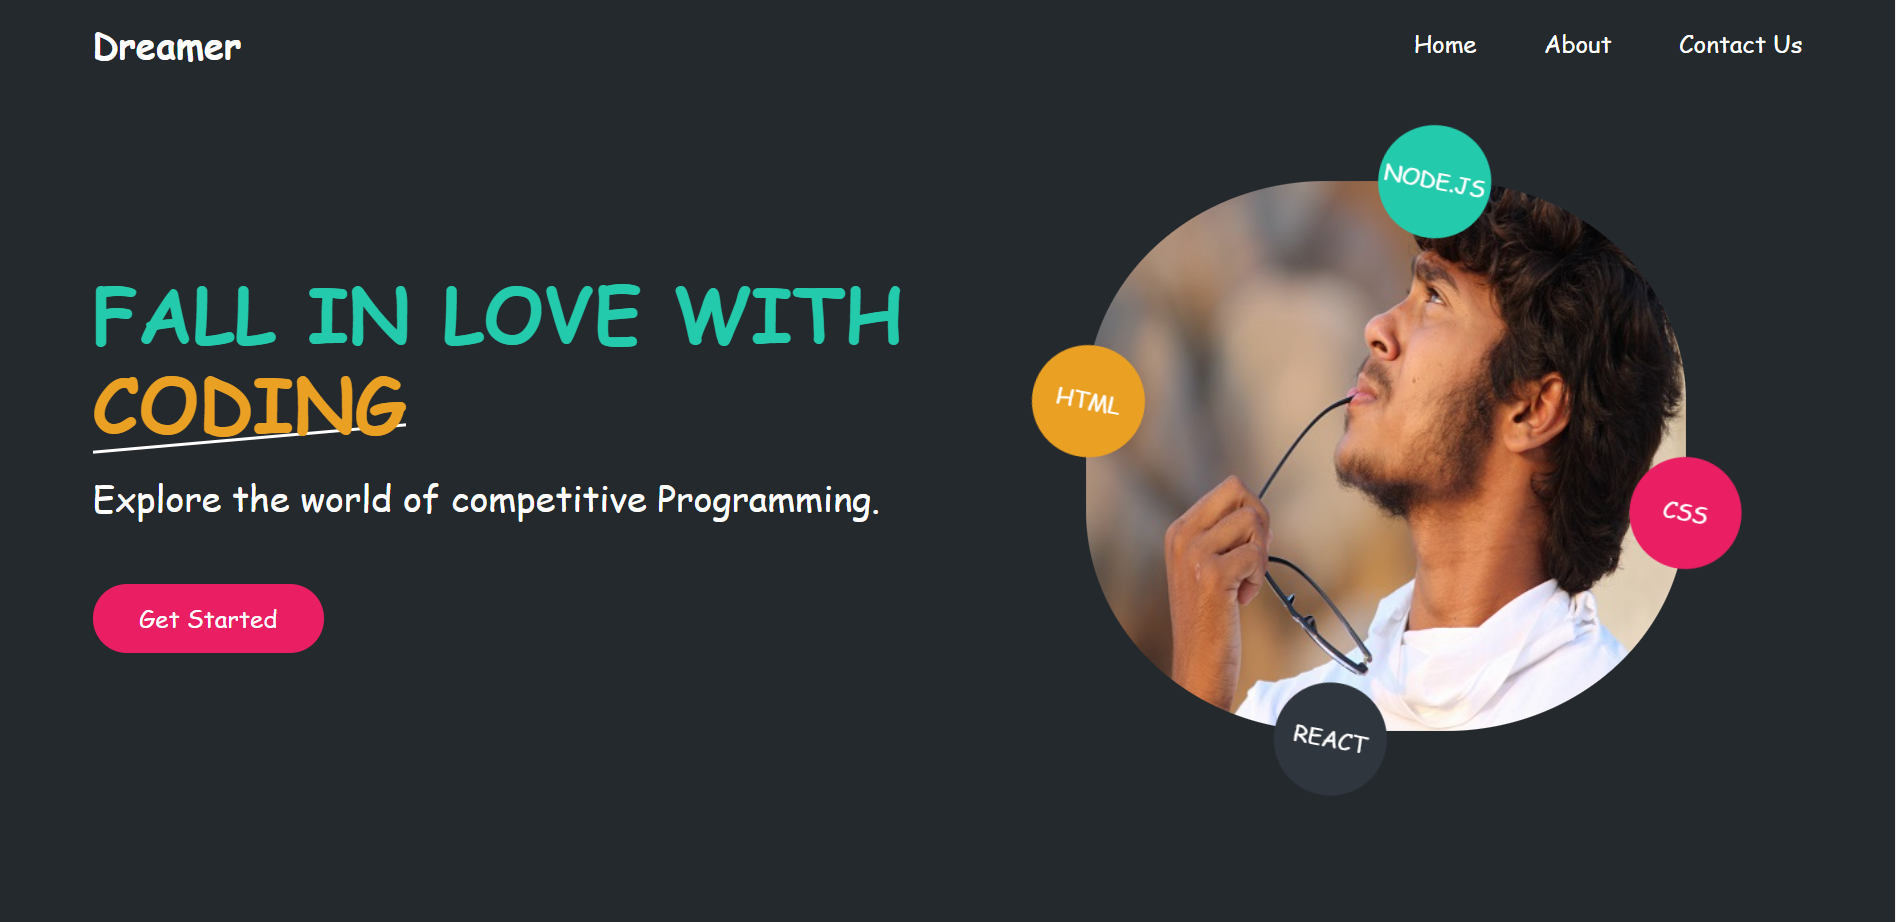 Dreamer
Home About Contact Us
NODE.JS
FALL IN LOVE WITH
CODING
HTML
Explore the world of competitive Programming.
CSS
Get Started
REACT